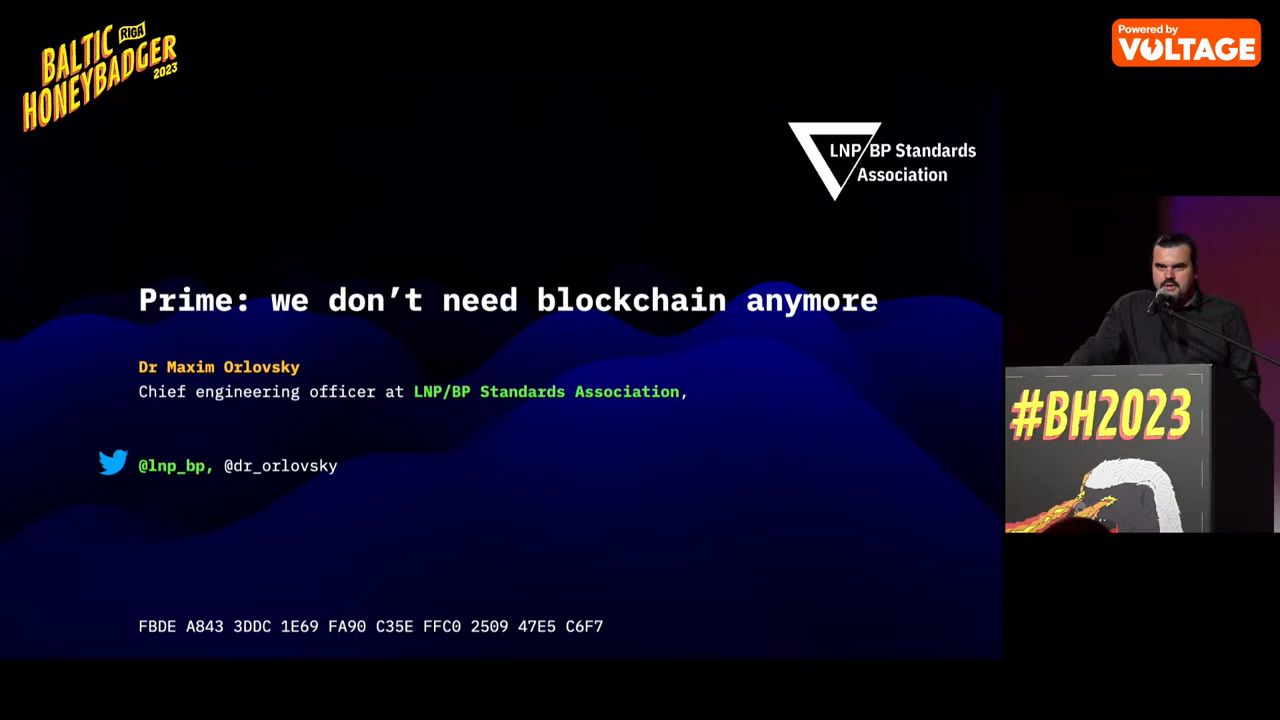 BALTIC
RIGA
HONEYBADGER
2023
Powered by
VOLTAGE
LNP/BP Standards
Association
Prime: we don’t need blockchain anymore
Dr Maxim Orlovsky
Chief engineering officer at LNP/BP Standards Association,
@lnp_bp, @dr_orlovsky
#BH2023
FBDE A843 3DDC 1E69 FA90 C35E FFC0 2509 47E5 C6F7